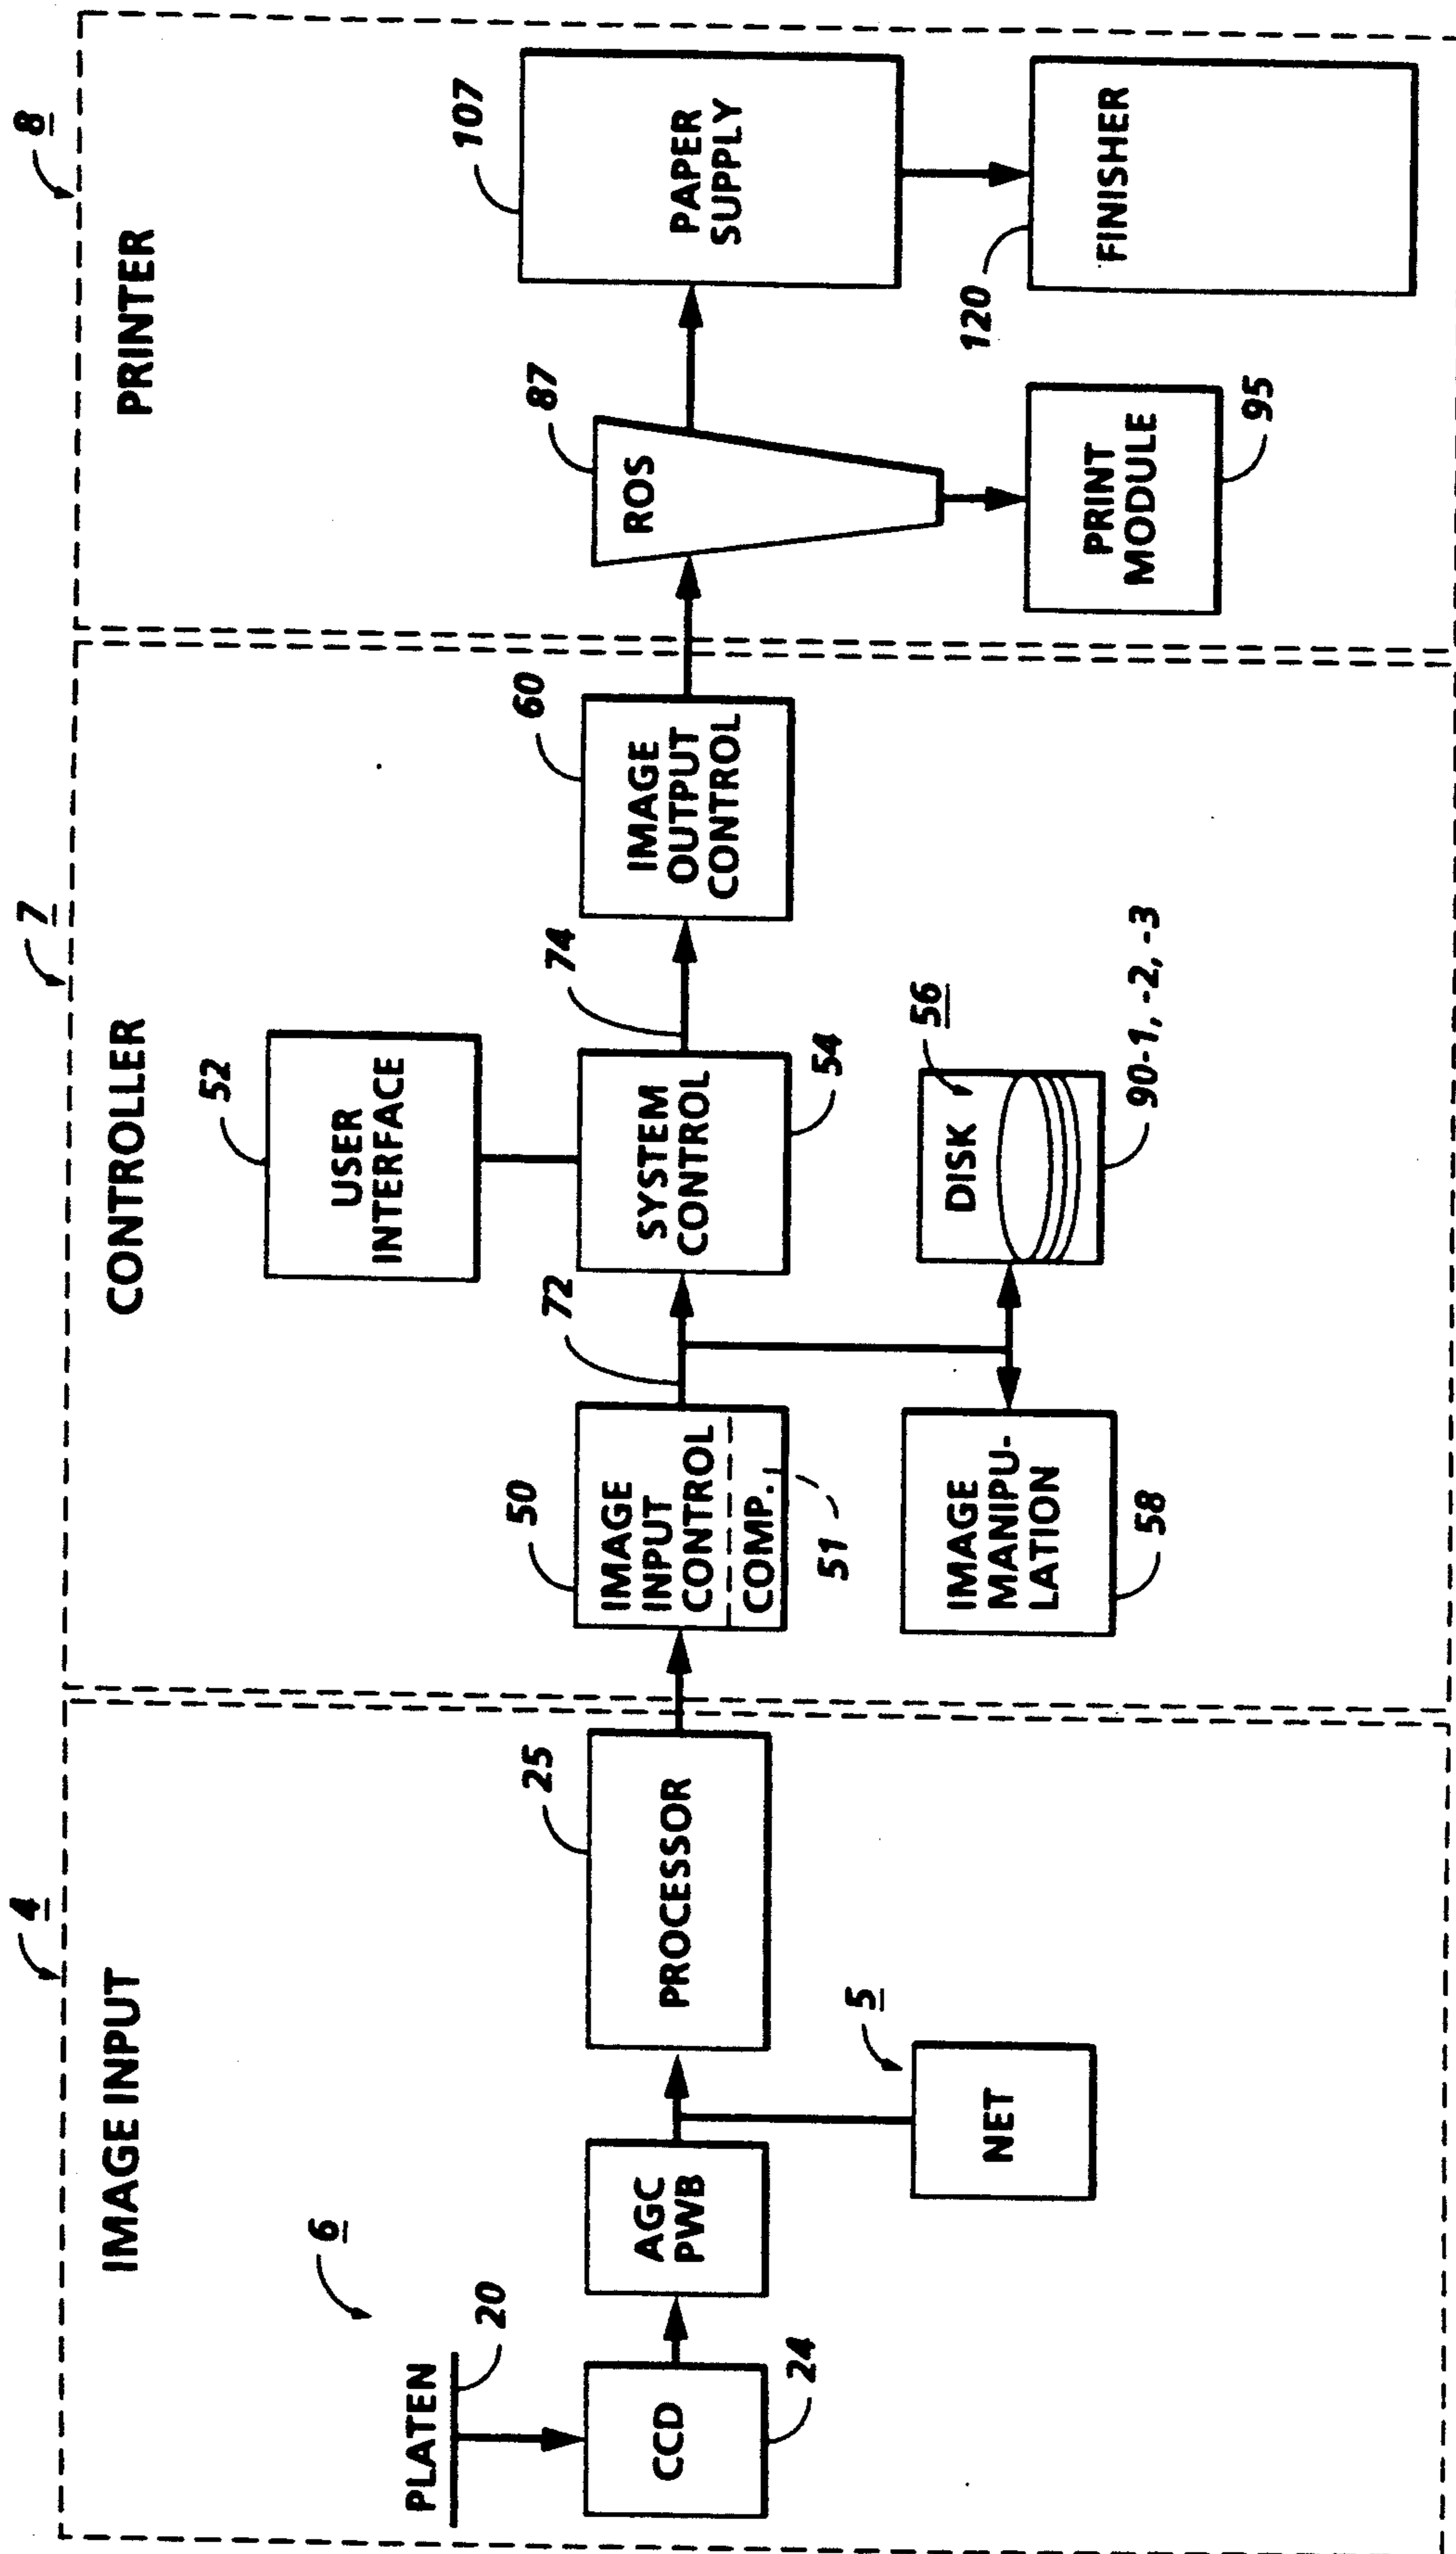 4
IMAGE INPUT
6
PLATEN
20
CCD
24
AGC
PWB
NET
5
PROCESSOR
25
7
CONTROLLER
50
IMAGE
INPUT
CONTROL
COMP.
51
72
52
USER
INTERFACE
SYSTEM
CONTROL
54
74
IMAGE
MANIPU-
LATION
58
DISK
56
90-1, -2, -3
60
IMAGE
OUTPUT
CONTROL
8
PRINTER
87
ROS
PRINT
MODULE
95
107
PAPER
SUPPLY
120
FINISHER